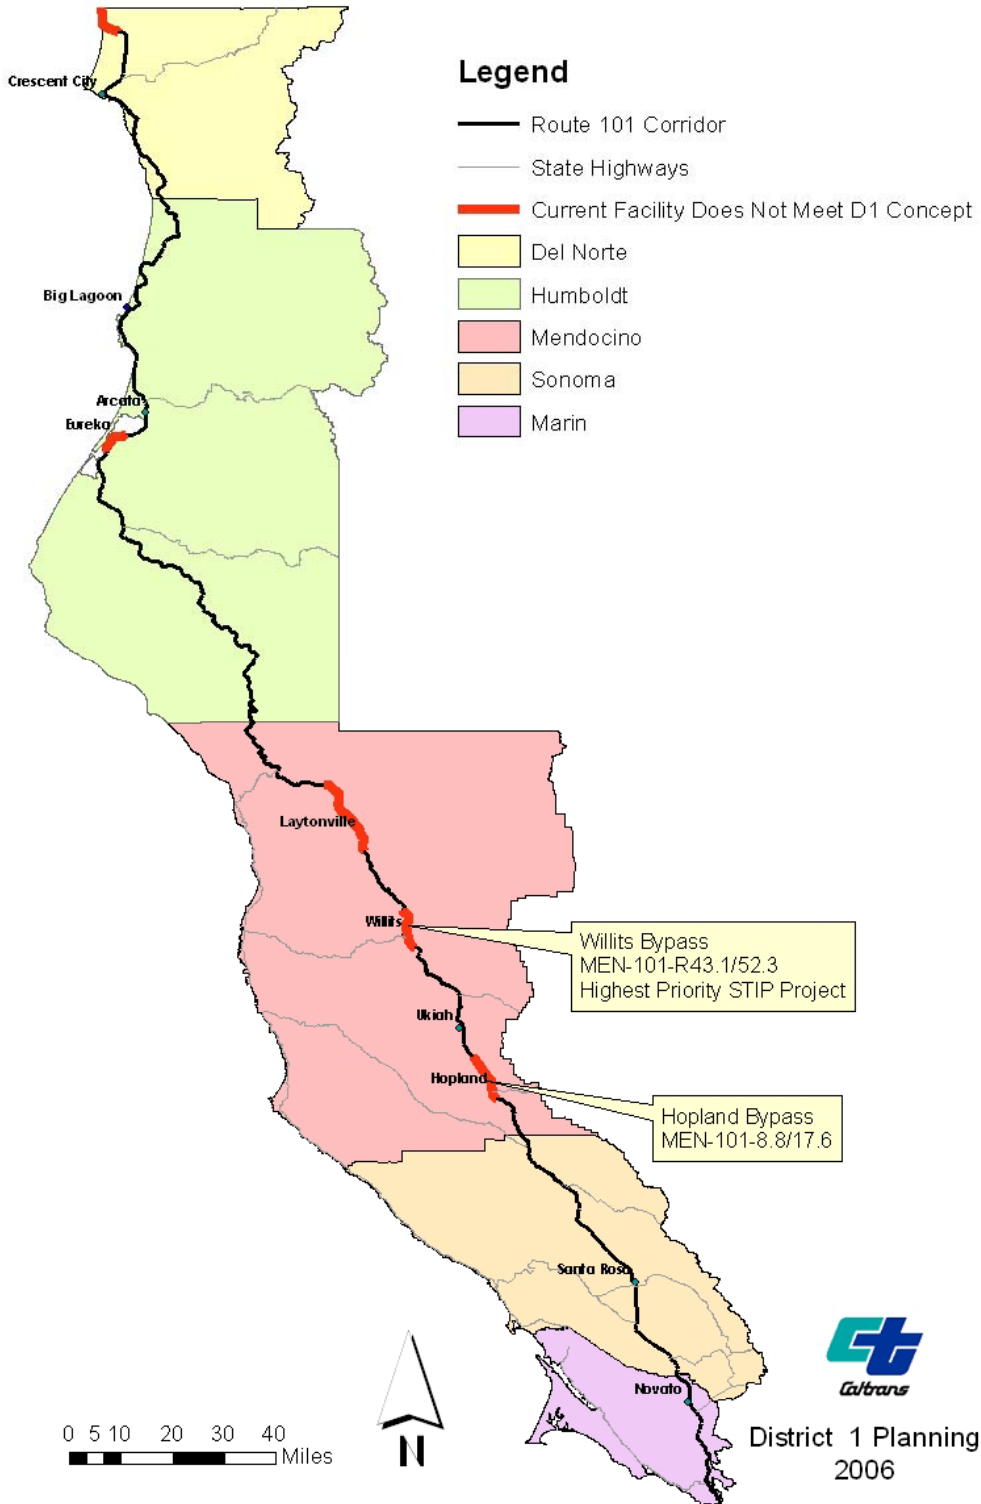 Legend
Route 101 Corridor
State Highways
Current Facility Does Not Meet D1 Concept
Del Norte
Humboldt
Mendocino
Sonoma
Marin
Crescent City
Big Lagoon
Arcata
Eureka
Laytonville
Willits
Willits Bypass
MEN-101-R43.1/52.3
Highest Priority STIP Project
Ukiah
Hopland
Hopland Bypass
MEN-101-8.8/17.6
Santa Rosa
Novato
0 5 10 20 30 40
Miles
N
Caltrans
District 1 Planning
2006